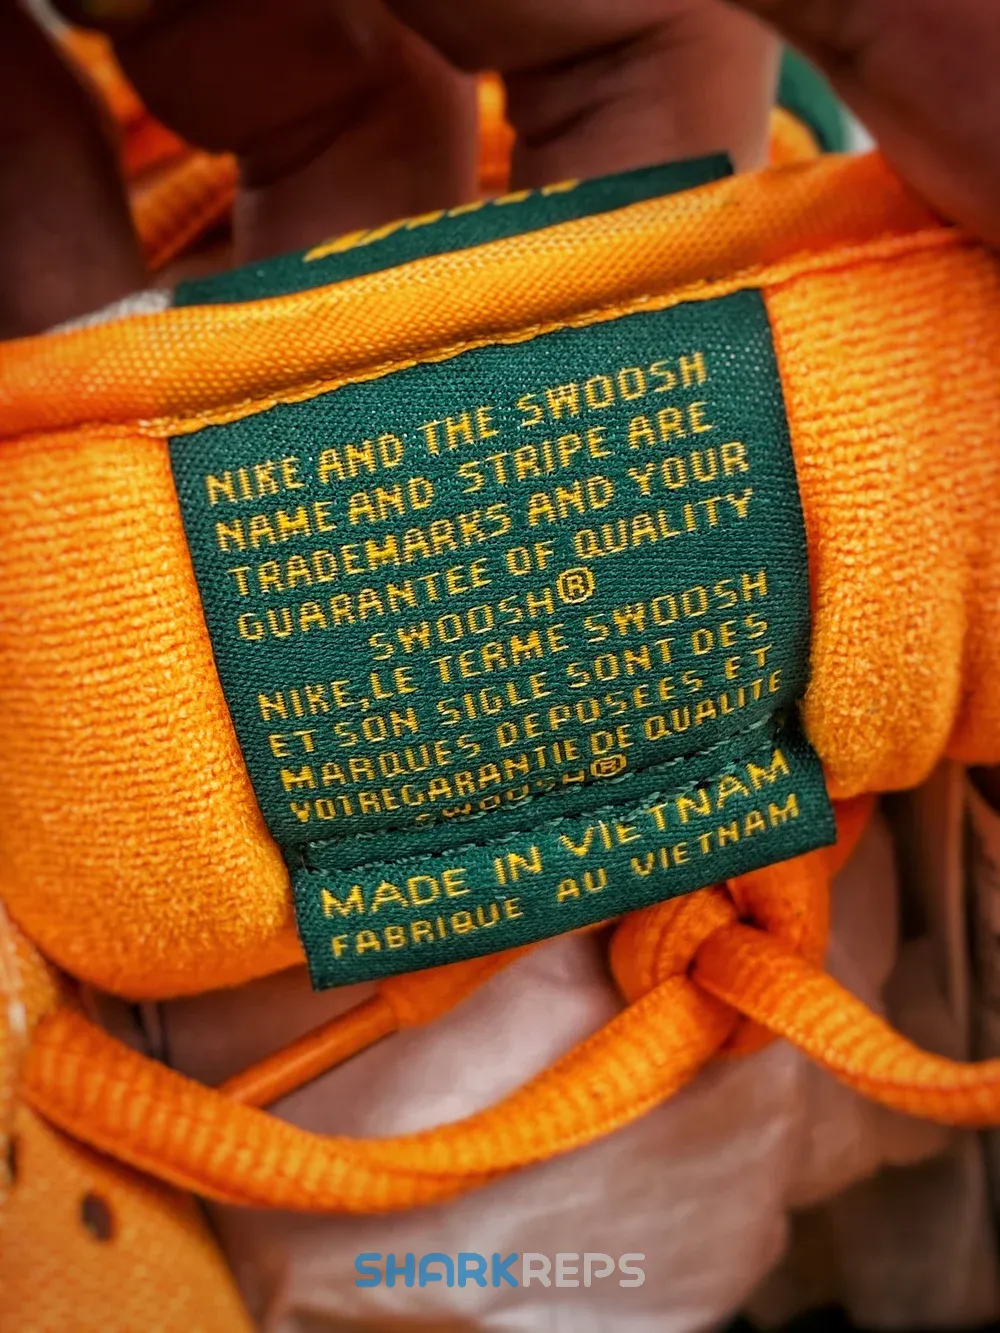 NIKE AND THE SWOOSH
NAME AND STRIPE ARE
TRADEMARKS AND YOUR
GUARANTEE OF QUALITY
SWOOSH®
NIKE,LE TERME SWOOSH
ET SON SIGLE SONT DES
MARQUES DEPOSEES ET
VOTREGARANTIE DE QUALITE
SWOOSH®
MADE IN VIETNAM
FABRIQUE AU VIETNAM
SHARKREPS